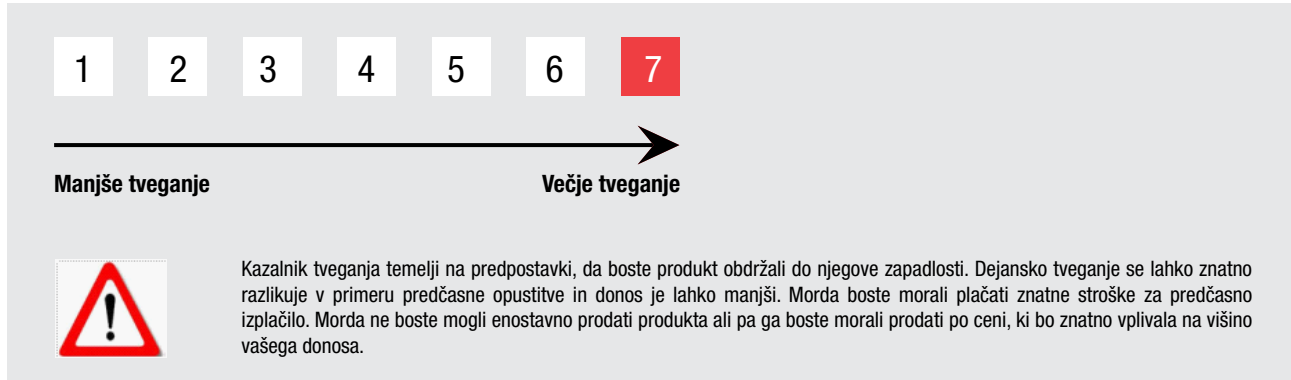 1 2 3 4 5 6 7
Manjše tveganje Večje tveganje
Kazalnik tveganja temelji na predpostavki, da boste produkt obdržali do njegove zapadlosti. Dejansko tveganje se lahko znatno
razlikuje v primeru predčasne opustitve in donos je lahko manjši. Morda boste morali plačati znatne stroške za predčasno
izplačilo. Morda ne boste mogli enostavno prodati produkta ali pa ga boste morali prodati po ceni, ki bo znatno vplivala na višino
vašega donosa.